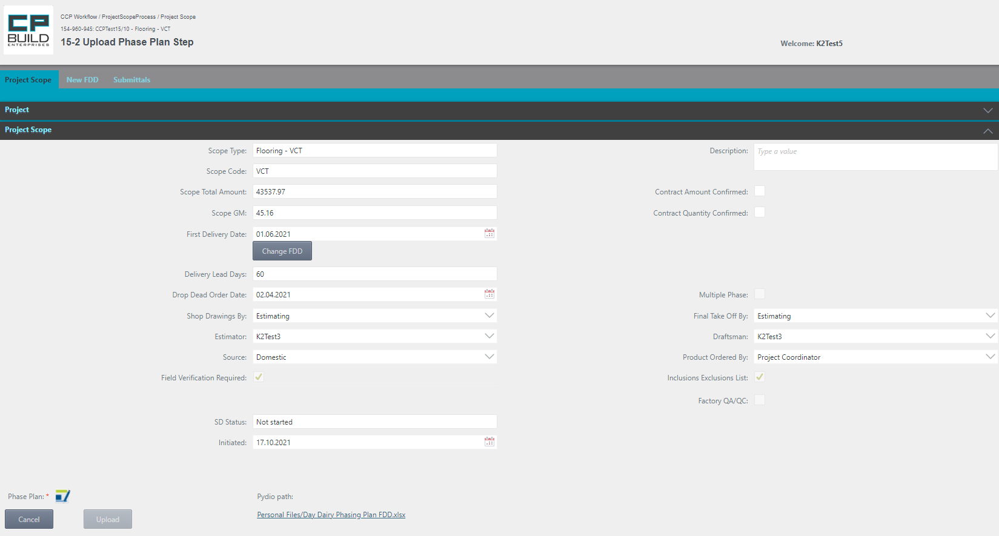 CP
BUILD
ENTERPRISES
CCP Workflow / ProjectScopeProcess / Project Scope
154-960-945: CCPTest15/10 - Flooring - VCT
15-2 Upload Phase Plan Step
Welcome: K2Test5
Project Scope New FDD Submittals
Project
Project Scope
Scope Type: Flooring - VCT Description: Type a value
Scope Code: VCT
Scope Total Amount: 43537.97 Contract Amount Confirmed:
Scope GM: 45.16 Contract Quantity Confirmed:
First Delivery Date: 01.06.2021
Change FDD
Delivery Lead Days: 60
Drop Dead Order Date: 02.04.2021 Multiple Phase:
Shop Drawings By: Estimating Final Take Off By: Estimating
Estimator: K2Test3 Draftsman: K2Test3
Source: Domestic Product Ordered By: Project Coordinator
Field Verification Required: Inclusions Exclusions List:
Factory QA/QC:
SD Status: Not started
Initiated: 17.10.2021
Phase Plan: * Pydio path:
Personal Files/Day Dairy Phasing Plan FDD.xlsx
Cancel Upload